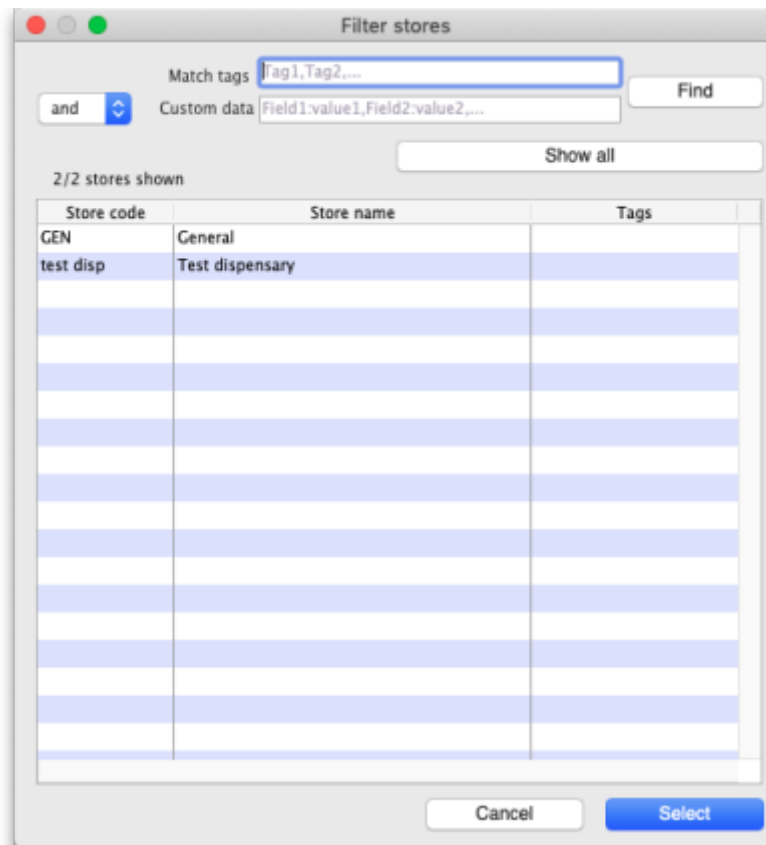 Filter stores
Match tags Tag1,Tag2,...
Find
and
Custom data Field1:value1,Field2:value2,...
Show all
2/2 stores shown
Store code Store name Tags
GEN General
test disp Test dispensary
Cancel Select